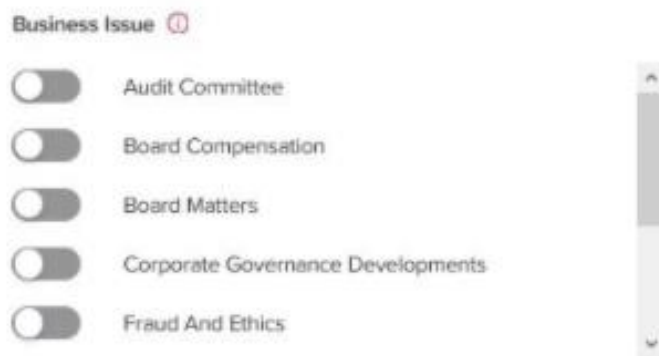 Business Issue
Audit Committee
Board Compensation
Board Matters
Corporate Governance Developments
Fraud And Ethics